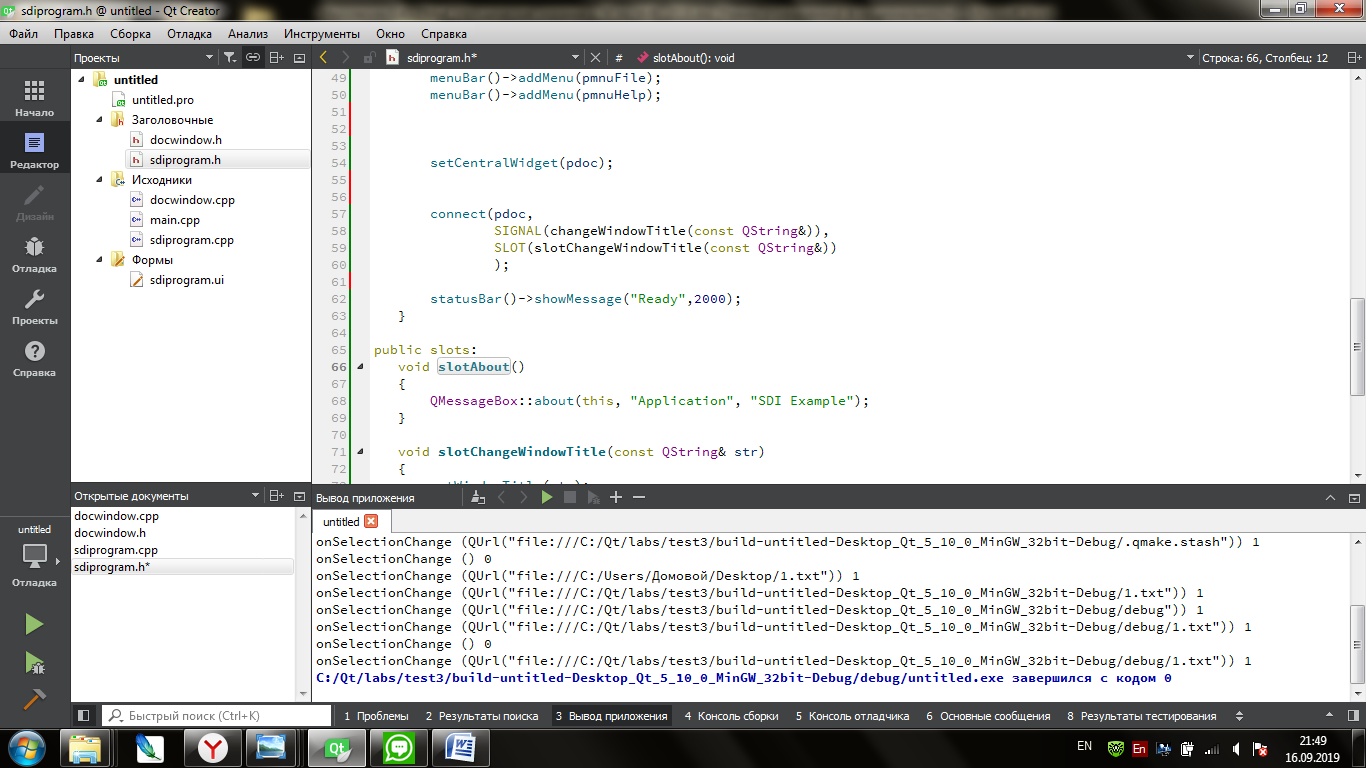 sdiprogram.h @ untitled - Qt Creator
Файл Правка Сборка Отладка Анализ Инструменты Окно Справка
Проекты
sdiprogram.h*
#
slotAbout(): void
Строка: 66, Столбец: 12
Начало
Редактор
Дизайн
Отладка
Проекты
Справка
untitled
Отладка
untitled
untitled.pro
Заголовочные
docwindow.h
sdiprogram.h
Исходники
docwindow.cpp
main.cpp
sdiprogram.cpp
Формы
sdiprogram.ui
Открытые документы
docwindow.cpp
docwindow.h
sdiprogram.cpp
sdiprogram.h*
49 menuBar()->addMenu(pmnuFile);
50 menuBar()->addMenu(pmnuHelp);
51
52
53
54 setCentralWidget(pdoc);
55
56
57 connect(pdoc,
58 SIGNAL(changeWindowTitle(const QString&)),
59 SLOT(slotChangeWindowTitle(const QString&))
60 );
61
62 statusBar()->showMessage("Ready",2000);
63 }
64
65 public slots:
66 void slotAbout()
67 {
68 QMessageBox::about(this, "Application", "SDI Example");
69 }
70
71 void slotChangeWindowTitle(const QString& str)
72 {
Вывод приложения
untitled
onSelectionChange (QUrl("file:///C:/Qt/labs/test3/build-untitled-Desktop_Qt_5_10_0_MinGW_32bit-Debug/.qmake.stash")) 1
onSelectionChange () 0
onSelectionChange (QUrl("file:///C:/Users/Домовой/Desktop/1.txt")) 1
onSelectionChange (QUrl("file:///C:/Qt/labs/test3/build-untitled-Desktop_Qt_5_10_0_MinGW_32bit-Debug/1.txt")) 1
onSelectionChange (QUrl("file:///C:/Qt/labs/test3/build-untitled-Desktop_Qt_5_10_0_MinGW_32bit-Debug/debug")) 1
onSelectionChange (QUrl("file:///C:/Qt/labs/test3/build-untitled-Desktop_Qt_5_10_0_MinGW_32bit-Debug/debug/1.txt")) 1
onSelectionChange () 0
onSelectionChange (QUrl("file:///C:/Qt/labs/test3/build-untitled-Desktop_Qt_5_10_0_MinGW_32bit-Debug/debug/1.txt")) 1
C:/Qt/labs/test3/build-untitled-Desktop_Qt_5_10_0_MinGW_32bit-Debug/debug/untitled.exe завершился с кодом 0
Быстрый поиск (Ctrl+K)
1 Проблемы 2 Результаты поиска 3 Вывод приложения 4 Консоль сборки 5 Консоль отладчика 6 Основные сообщения 8 Результаты тестирования
EN
En
21:49
16.09.2019